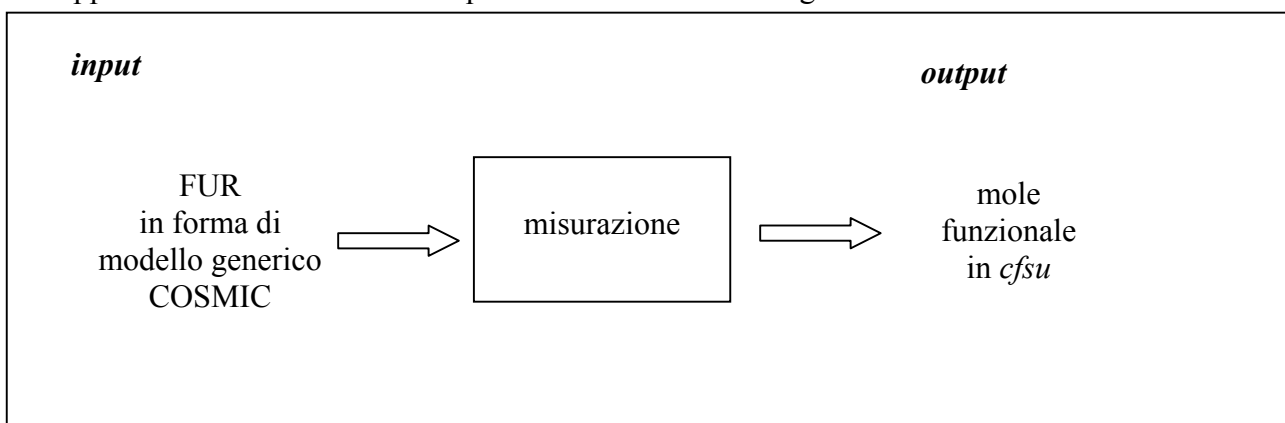 input
output
FUR
in forma di
modello generico
COSMIC
misurazione
mole
funzionale
in cfsu